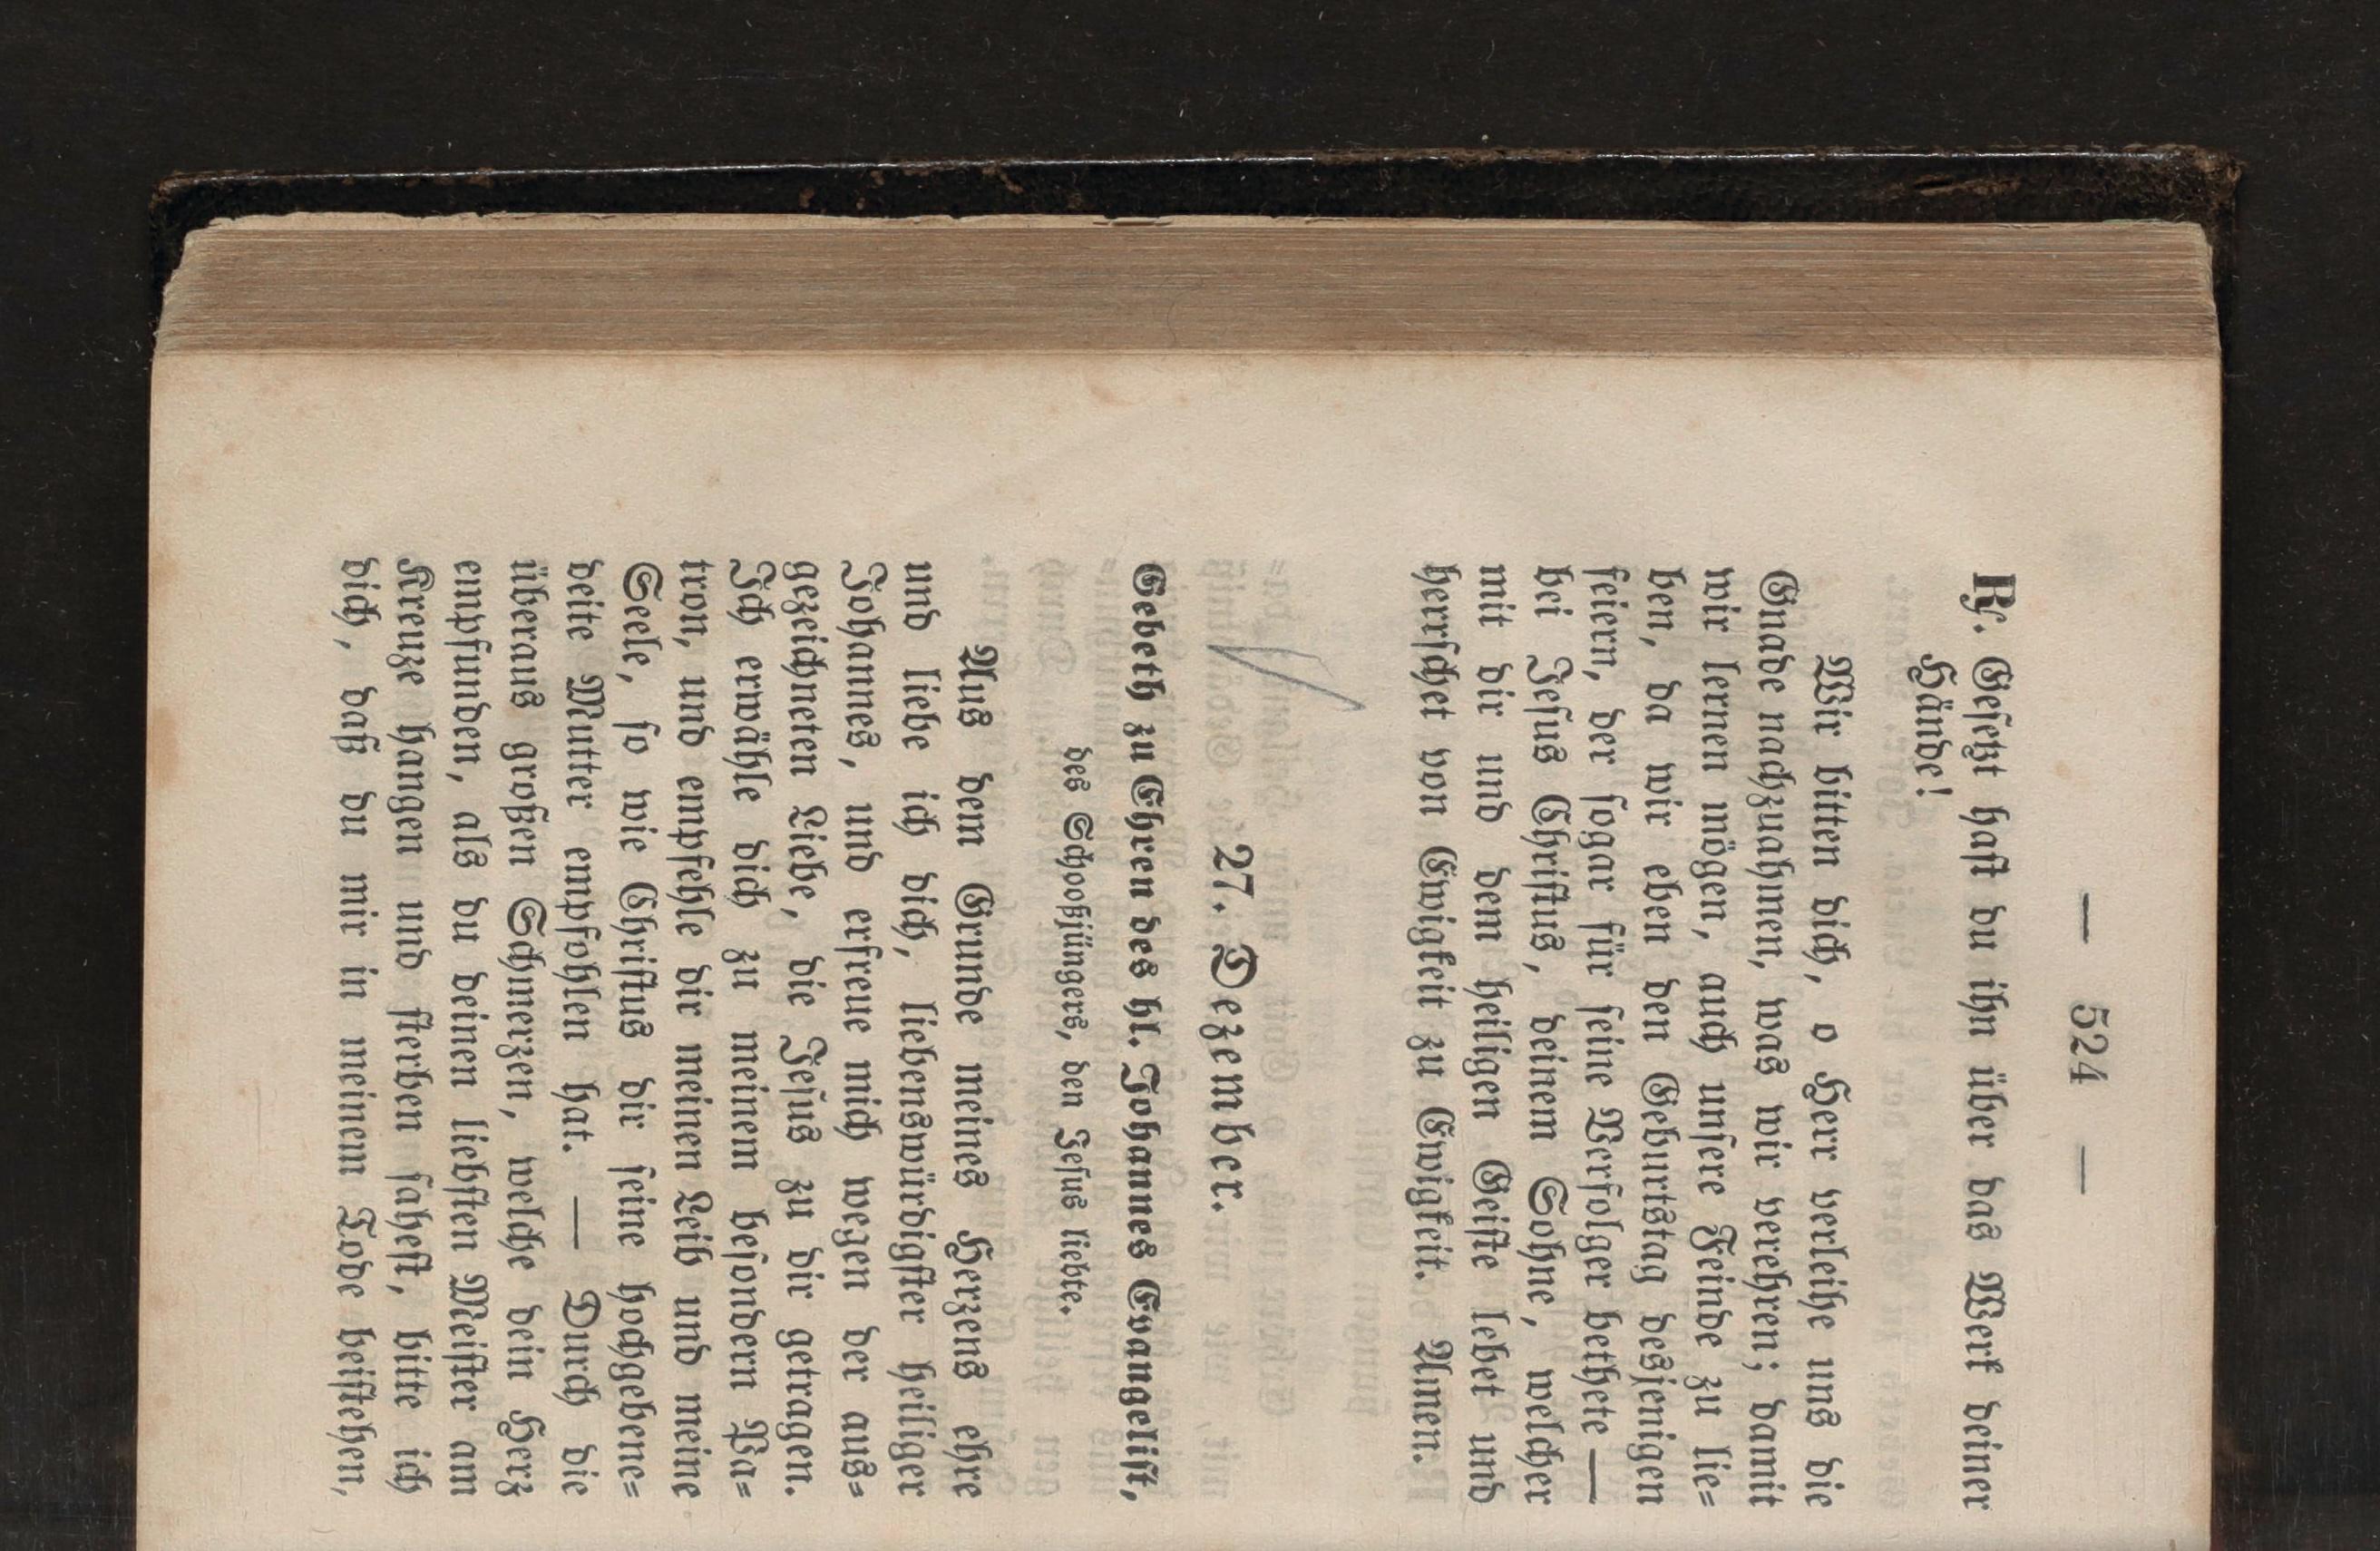 — 524 —
℟. Gesetzt hast du ihn über das Werk deiner
Hände!
Wir bitten dich, o Herr verleihe uns die
Gnade nachzuahmen, was wir verehren; damit
wir lernen mögen, auch unsere Feinde zu lie=
ben, da wir eben den Geburtstag desjenigen
feiern, der sogar für seine Verfolger bethete —
bei Jesus Christus, deinem Sohne, welcher
mit dir und dem heiligen Geiste lebet und
herrschet von Ewigkeit zu Ewigkeit. Amen.
27. Dezember.
Gebeth zu Ehren des hl. Johannes Evangelist,
des Schooßjüngers, den Jesus liebte.
Aus dem Grunde meines Herzens ehre
und liebe ich dich, liebenswürdigster heiliger
Johannes, und erfreue mich wegen der aus=
gezeichneten Liebe, die Jesus zu dir getragen.
Ich erwähle dich zu meinem besondern Pa=
tron, und empfehle dir meinen Leib und meine
Seele, so wie Christus dir seine hochgebene=
deite Mutter empfohlen hat. — Durch die
überaus großen Schmerzen, welche dein Herz
empfunden, als du deinen liebsten Meister am
Kreuze hangen und sterben sahest, bitte ich
dich, daß du mir in meinem Tode beistehen,